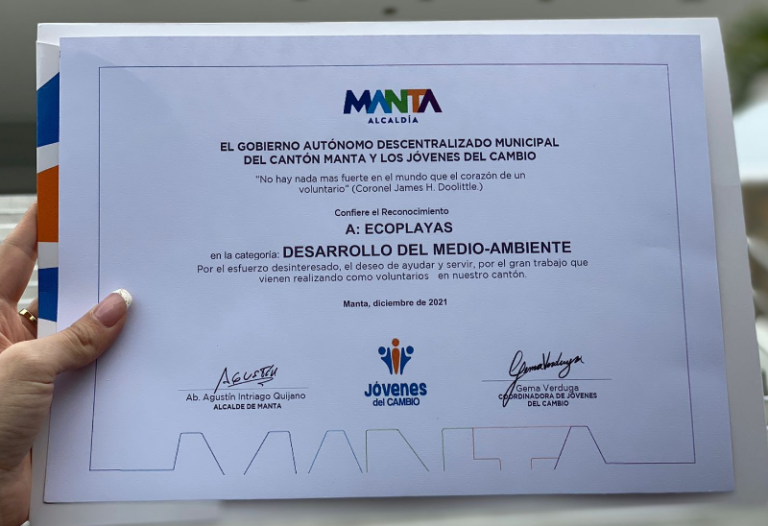 MANTA
ALCALDÍA
EL GOBIERNO AUTÓNOMO DESCENTRALIZADO MUNICIPAL
DEL CANTÓN MANTA Y LOS JÓVENES DEL CAMBIO
"No hay nada mas fuerte en el mundo que el corazón de un
voluntario" (Coronel James H. Doolittle.)
Confiere el Reconocimiento
A: ECOPLAYAS
en la categoría: DESARROLLO DEL MEDIO-AMBIENTE
Por el esfuerzo desinteresado, el deseo de ayudar y servir, por el gran trabajo que
vienen realizando como voluntarios en nuestro cantón.
Manta, diciembre de 2021
Agustín
Ab. Agustín Intriago Quijano
ALCALDE DE MANTA
Jóvenes
del CAMBIO
Gema Verduga
Gema Verduga
COORDINADORA DE JÓVENES
DEL CAMBIO
MANTA